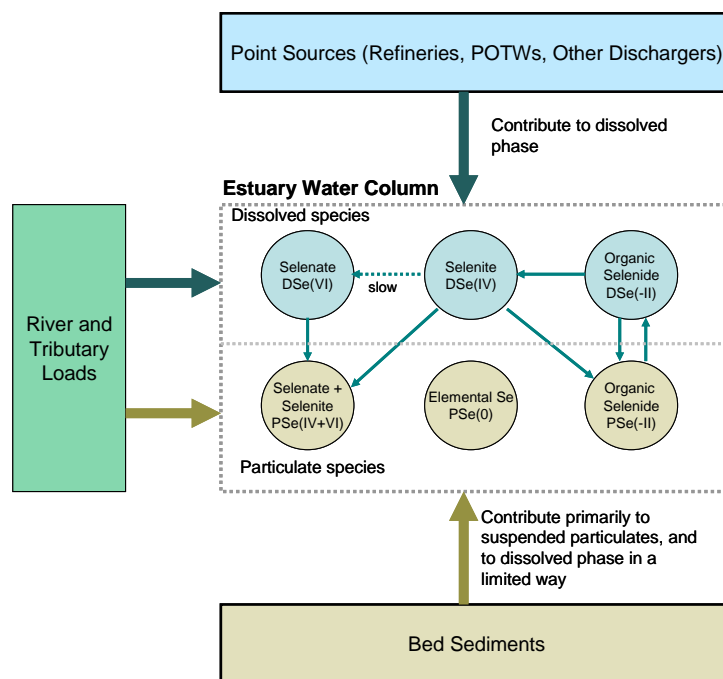 Point Sources (Refineries, POTWs, Other Dischargers)
Contribute to dissolved
phase
Estuary Water Column
Dissolved species
Selenate
DSe(VI)
slow
Selenite
DSe(IV)
Organic
Selenide
DSe(-II)
River and
Tributary
Loads
Selenate +
Selenite
PSe(IV+VI)
Elemental Se
PSe(0)
Organic
Selenide
PSe(-II)
Particulate species
Contribute primarily to
suspended particulates, and
to dissolved phase in a
limited way
Bed Sediments